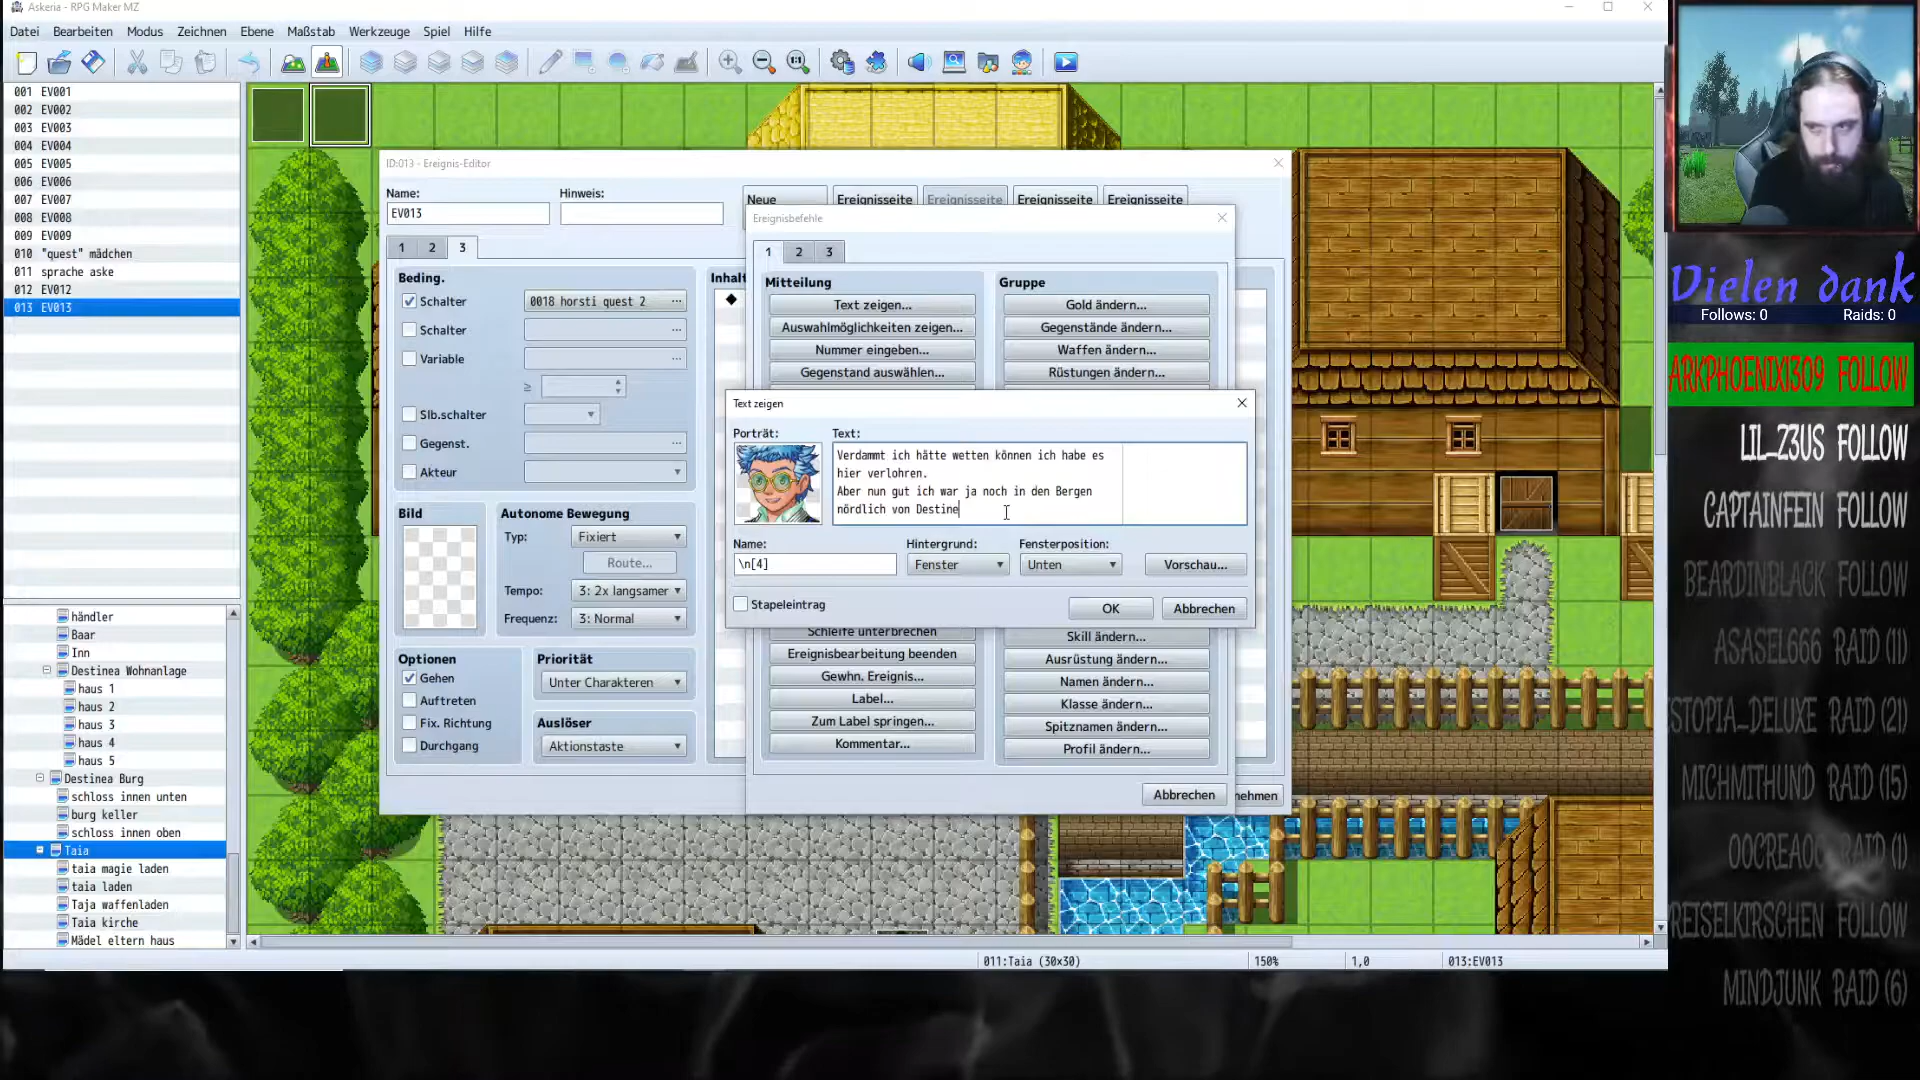 Askeria - RPG Maker MZ
Datei Bearbeiten Modus Zeichnen Ebene Maßstab Werkzeuge Spiel Hilfe
001 EV001
002 EV002
003 EV003
004 EV004
005 EV005
006 EV006
007 EV007
008 EV008
009 EV009
010 "quest" mädchen
011 sprache aske
012 EV012
013 EV013
händler
Baar
Inn
Destinea Wohnanlage
haus 1
haus 2
haus 3
haus 4
haus 5
Destinea Burg
schloss innen unten
burg keller
schloss innen oben
Taia
taia magie laden
taia laden
Taja waffenladen
Taia kirche
Mädel eltern haus
ID:013 - Ereignis-Editor
Name:
EV013
Hinweis:
Neue
Ereignisseite
Ereignisseite
Ereignisseite
Ereignisseite
1 2 3
Beding.
Schalter
0018 horsti quest 2 ...
Schalter
...
Variable
...
≥
Slb.schalter
Gegenst.
...
Akteur
Bild
Autonome Bewegung
Typ: Fixiert
Route...
Tempo: 3: 2x langsamer
Frequenz: 3: Normal
Optionen
Gehen
Auftreten
Fix. Richtung
Durchgang
Priorität
Unter Charakteren
Auslöser
Aktionstaste
Inhalt
Ereignisbefehle
1 2 3
Mitteilung
Text zeigen...
Auswahlmöglichkeiten zeigen...
Nummer eingeben...
Gegenstand auswählen...
Gruppe
Gold ändern...
Gegenstände ändern...
Waffen ändern...
Rüstungen ändern...
Text zeigen
Porträt:
Text:
Verdammt ich hätte wetten können ich habe es
hier verlohren.
Aber nun gut ich war ja noch in den Bergen
nördlich von Destine
Name:
\n[4]
Hintergrund:
Fenster
Fensterposition:
Unten
Vorschau...
Stapeleintrag
OK
Abbrechen
Schleife unterbrechen
Ereignisbearbeitung beenden
Gewhn. Ereignis...
Label...
Zum Label springen...
Kommentar...
Skill ändern...
Ausrüstung ändern...
Namen ändern...
Klasse ändern...
Spitznamen ändern...
Profil ändern...
Abbrechen
nehmen
011:Taia (30x30)
150%
1,0
013:EV013
Vielen dank
Follows: 0 Raids: 0
ARKPHOENIX1309 FOLLOW
LIL_Z3US FOLLOW
CAPTAINFEIN FOLLOW
BEARDINBLACK FOLLOW
ASASEL666 RAID (11)
STOPIA_DELUXE RAID (21)
MICHMITHUND RAID (15)
RAID (1)
REISELKIRSCHEN FOLLOW
MINDJUNK RAID (6)